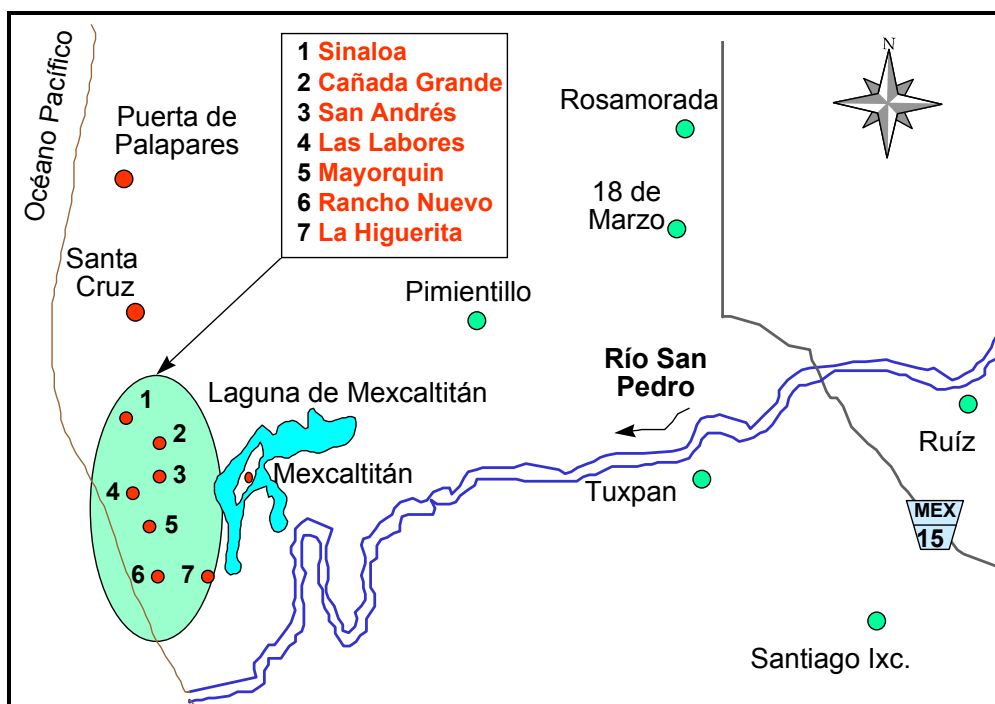 Océano Pacífico
Puerta de
Palapares
Santa
Cruz
1 Sinaloa
2 Cañada Grande
3 San Andrés
4 Las Labores
5 Mayorquin
6 Rancho Nuevo
7 La Higuerita
Rosamorada
N
18 de
Marzo
Pimientillo
Río San
Pedro
Laguna de Mexcaltitán
Mexcaltitán
1
2
3
4
5
6
7
Tuxpan
Ruíz
MEX
15
Santiago Ixc.